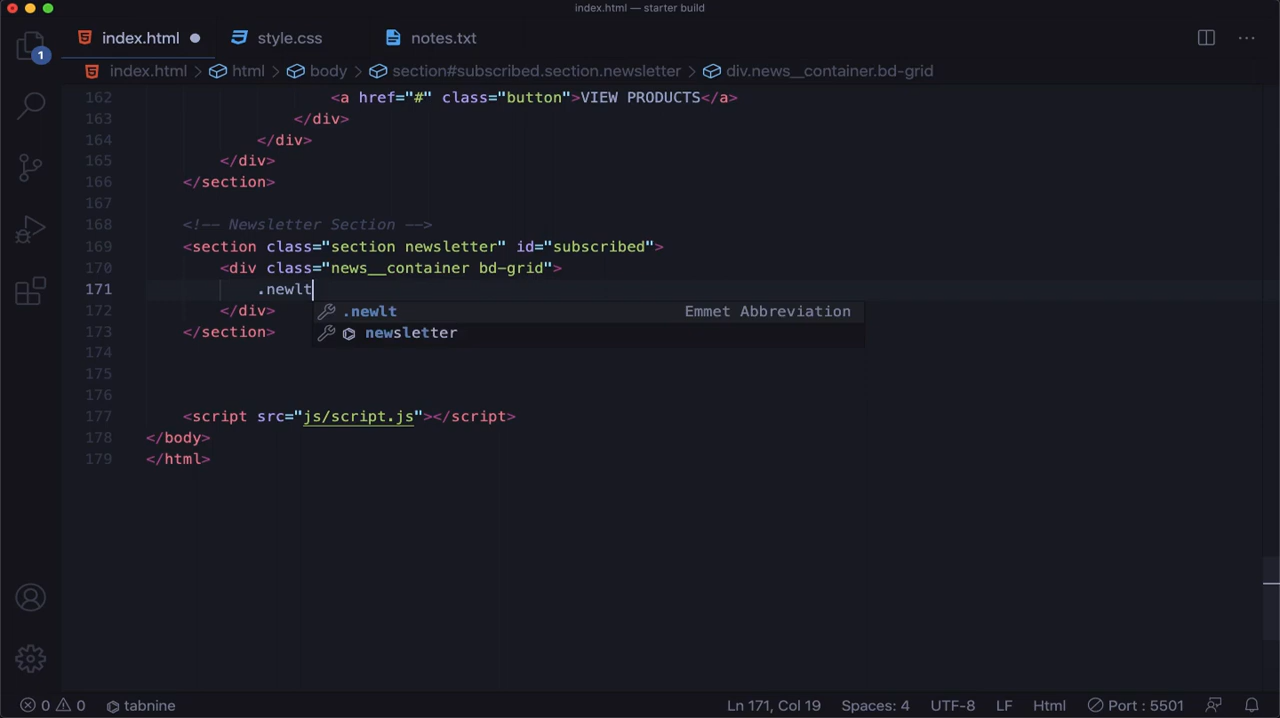 index.html — starter build
index.html style.css notes.txt
1
index.html > html > body > section#subscribed.section.newsletter > div.news__container.bd-grid
162 <a href="#" class="button">VIEW PRODUCTS</a>
163 </div>
164 </div>
165 </div>
166 </section>
167
168 <!-- Newsletter Section -->
169 <section class="section newsletter" id="subscribed">
170 <div class="news__container bd-grid">
171 .newlt
.newlt Emmet Abbreviation
172 </div>
newsletter
173 </section>
174
175
176
177 <script src="js/script.js"></script>
178 </body>
179 </html>
0 0 tabnine Ln 171, Col 19 Spaces: 4 UTF-8 LF Html Port : 5501